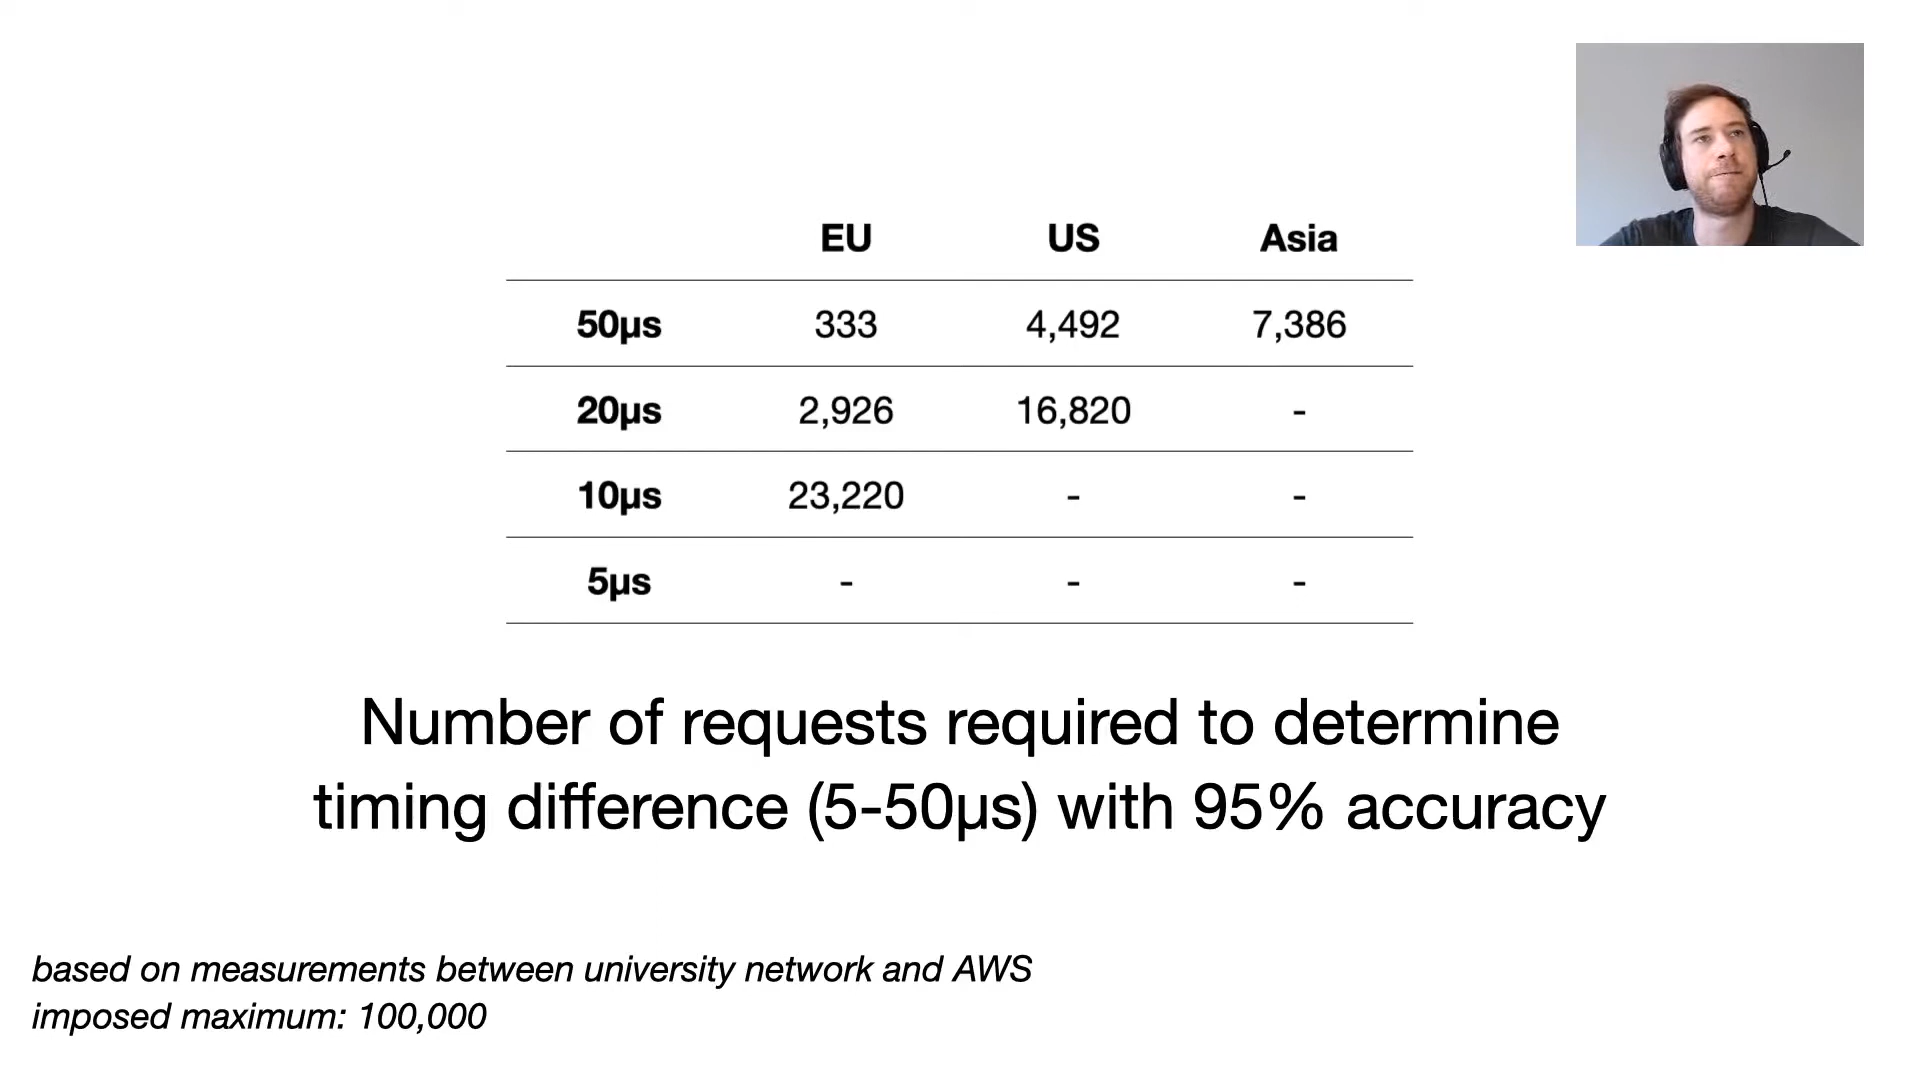 EU US Asia
50µs 333 4,492 7,386
20µs 2,926 16,820 -
10µs 23,220 - -
5µs - - -
Number of requests required to determine
timing difference (5-50µs) with 95% accuracy
based on measurements between university network and AWS
imposed maximum: 100,000